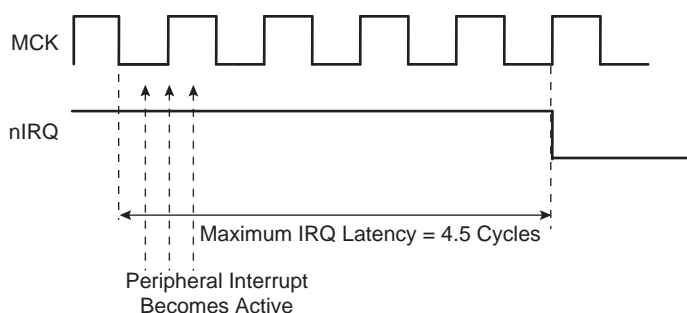 MCK
nIRQ
Maximum IRQ Latency = 4.5 Cycles
Peripheral Interrupt
Becomes Active